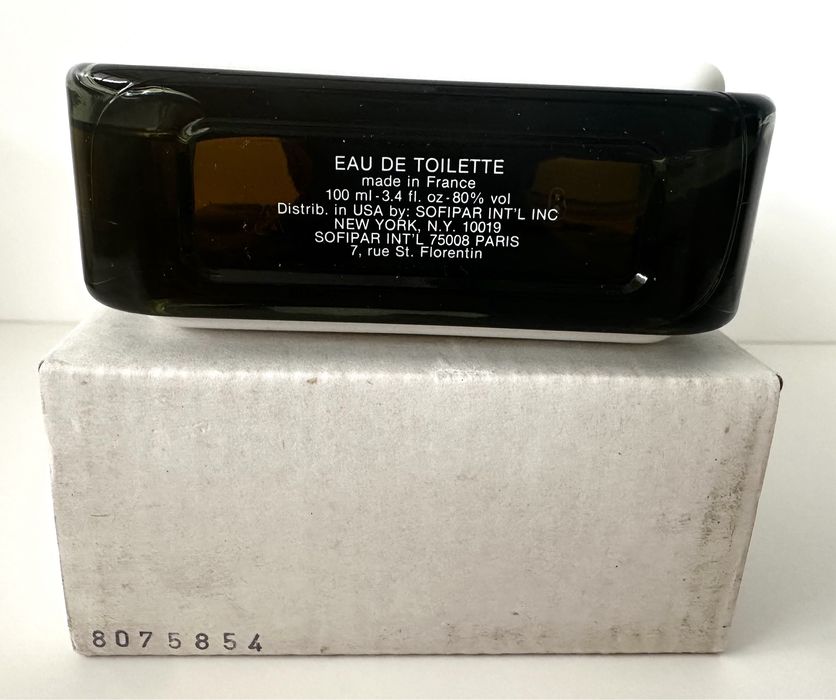 EAU DE TOILETTE
made in France
100 ml-3.4 fl. oz-80% vol
Distrib. in USA by: SOFIPAR INT'L INC
NEW YORK, N.Y. 10019
SOFIPAR INT'L 75008 PARIS
7, rue St. Florentin
8075854